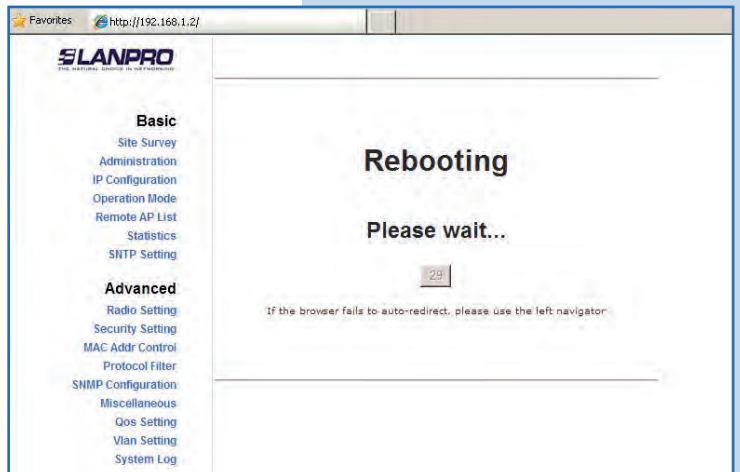 Favorites http://192.168.1.2/
LANPRO
THE NATURAL CHOICE IN NETWORKING
Basic
Site Survey
Administration
IP Configuration
Operation Mode
Remote AP List
Statistics
SNTP Setting
Advanced
Radio Setting
Security Setting
MAC Addr Control
Protocol Filter
SNMP Configuration
Miscellaneous
Qos Setting
Vlan Setting
System Log
Rebooting
Please wait...
29
If the browser fails to auto-redirect, please use the left navigator